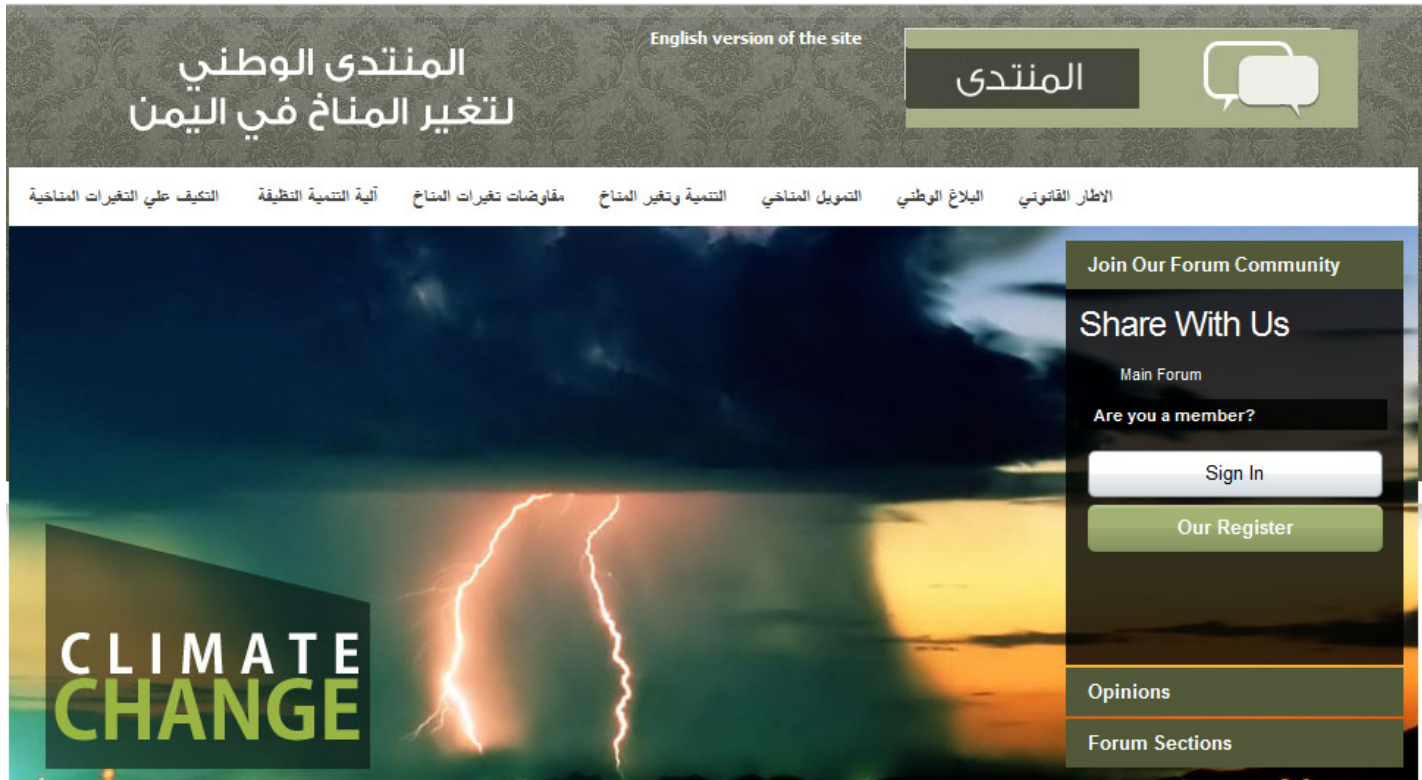 المنتدى الوطني
لتغير المناخ في اليمن
English version of the site
المنتدى
الاطار القانوني
البلاغ الوطني
التمويل المناخي
التنمية وتغير المناخ
مقاوضات تغيرات المناخ
آلية التنمية النظيفة
التكيف علي التغيرات المناخية
Join Our Forum Community
Share With Us
Main Forum
Are you a member?
Sign In
Our Register
Opinions
Forum Sections
CLIMATE
CHANGE